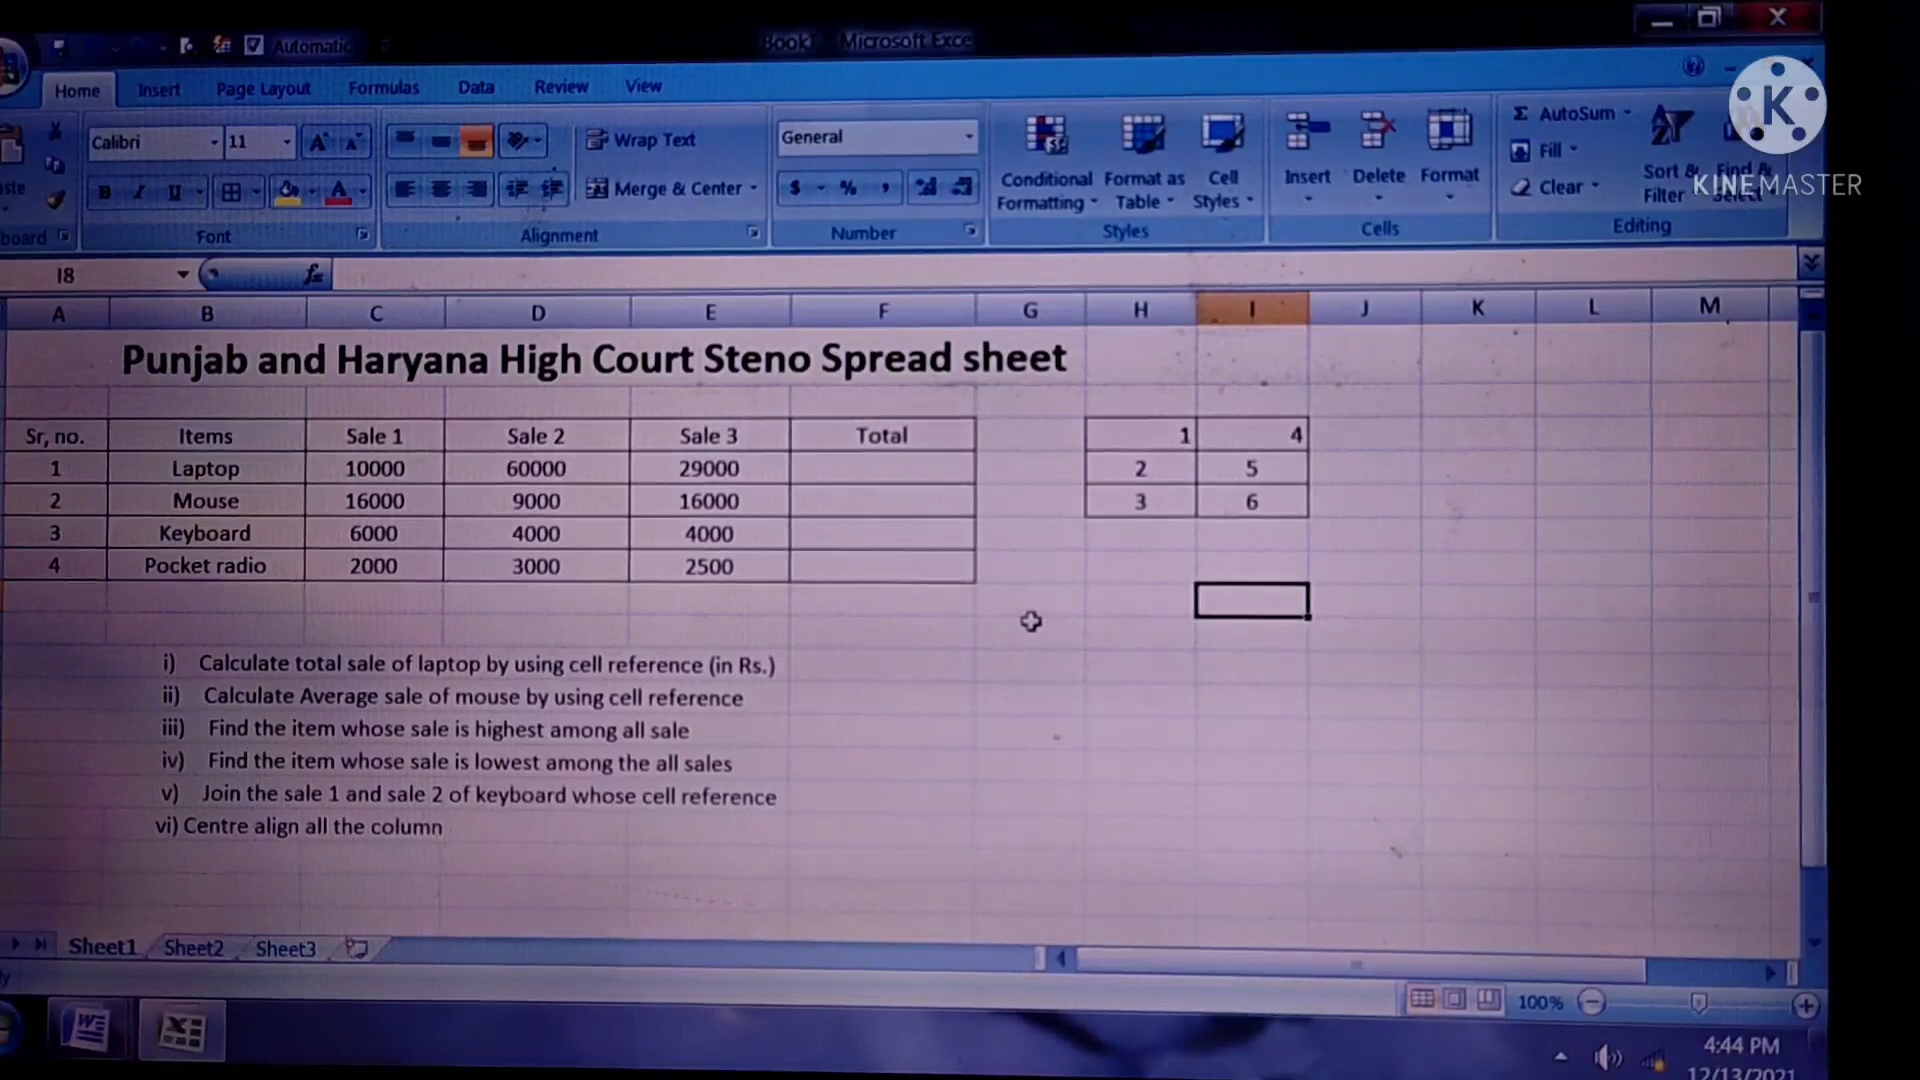 Automatic
Book1 Microsoft Exce
Home Insert Page Layout Formulas Data Review View
Calibri 11 Wrap Text General Conditional Formatting Format as Table Cell Styles Insert Delete Format Σ AutoSum Fill Clear Sort & Filter Find & Select
B I U Merge & Center $ % ,
Font Alignment Number Styles Cells Editing
K
KINEMASTER
I8 fx
A B C D E F G H I J K L M
Punjab and Haryana High Court Steno Spread sheet
Sr, no. Items Sale 1 Sale 2 Sale 3 Total 1 4
1 Laptop 10000 60000 29000 2 5
2 Mouse 16000 9000 16000 3 6
3 Keyboard 6000 4000 4000
4 Pocket radio 2000 3000 2500
i) Calculate total sale of laptop by using cell reference (in Rs.)
ii) Calculate Average sale of mouse by using cell reference
iii) Find the item whose sale is highest among all sale
iv) Find the item whose sale is lowest among the all sales
v) Join the sale 1 and sale 2 of keyboard whose cell reference
vi) Centre align all the column
Sheet1 Sheet2 Sheet3
100%
4:44 PM
12/13/2021